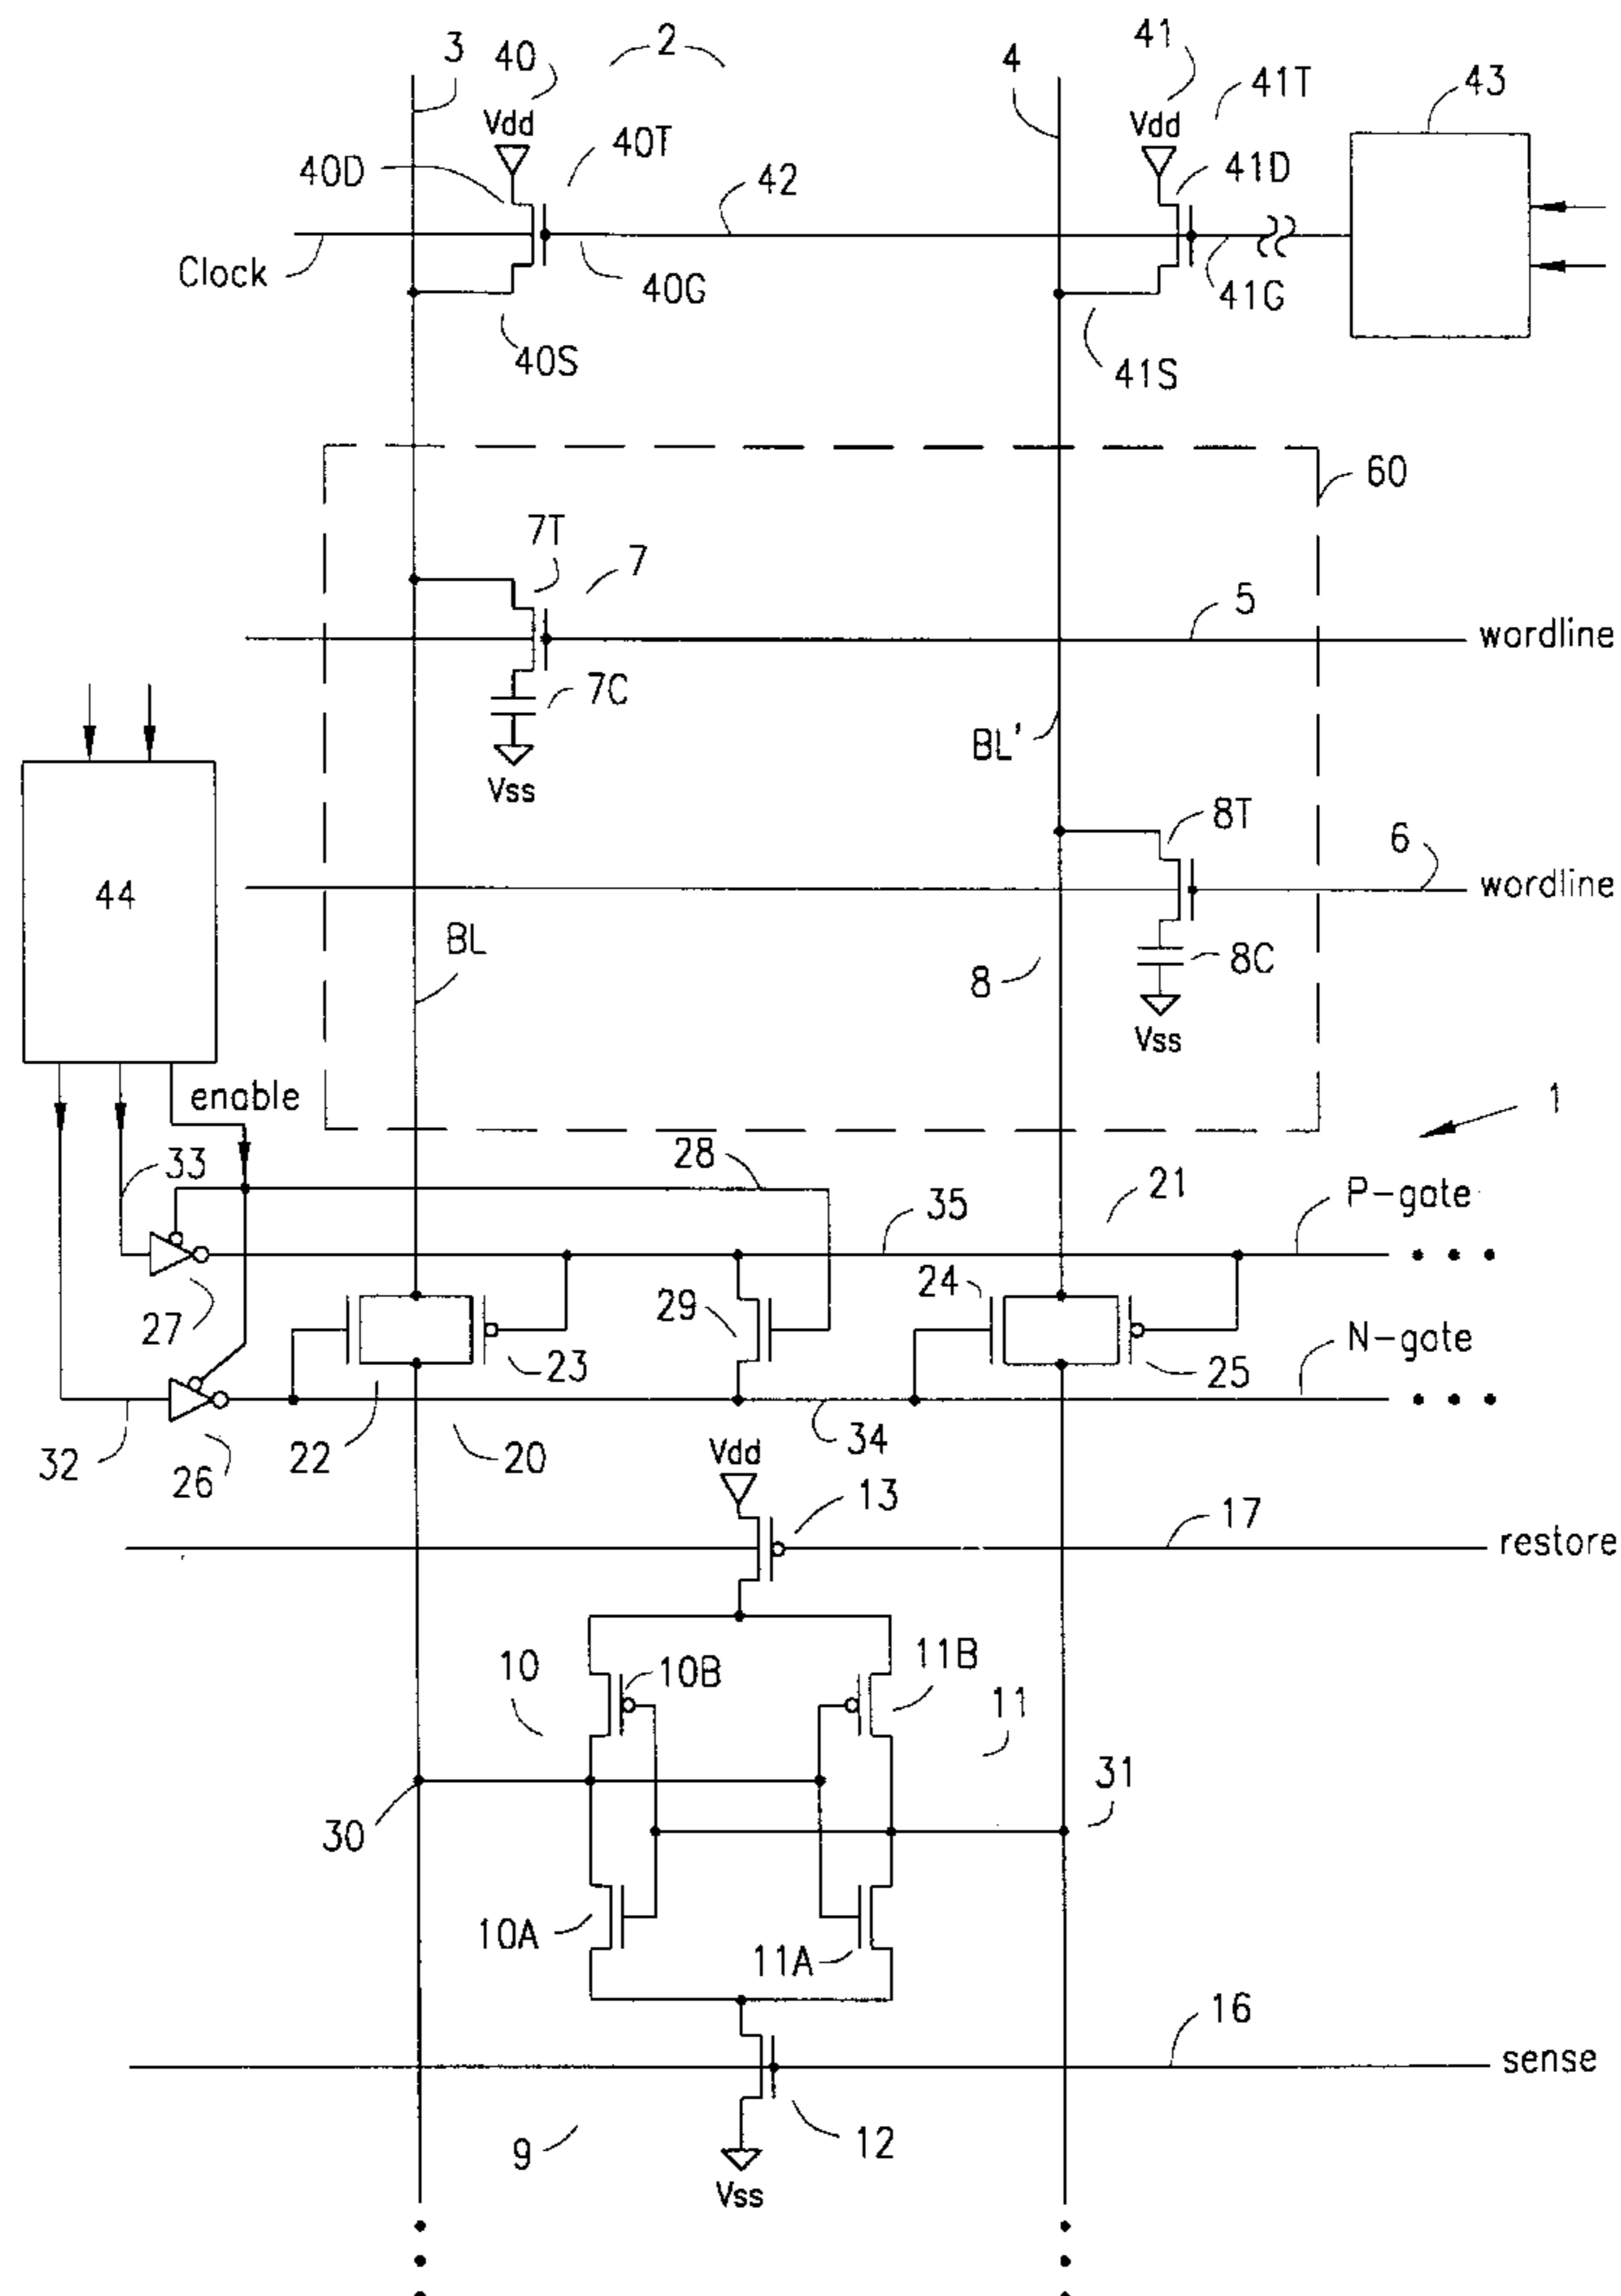 3 40 2 4 41 41T 43
Vdd Vdd
40D 40T 42 41D
Clock 40G 41G
40S 41S
60
7T 7 5
wordline
7C
BL'
Vss
8T 6
44 wordline
BL
8 8C
Vss
enable
1
33 28 21 P-gate
35
27 29 24
23 25 N-gate
32 26 22 20 34
Vdd
13 17
restore
10 10B 11B 11
30 31
10A 11A
16
sense
9 12
Vss